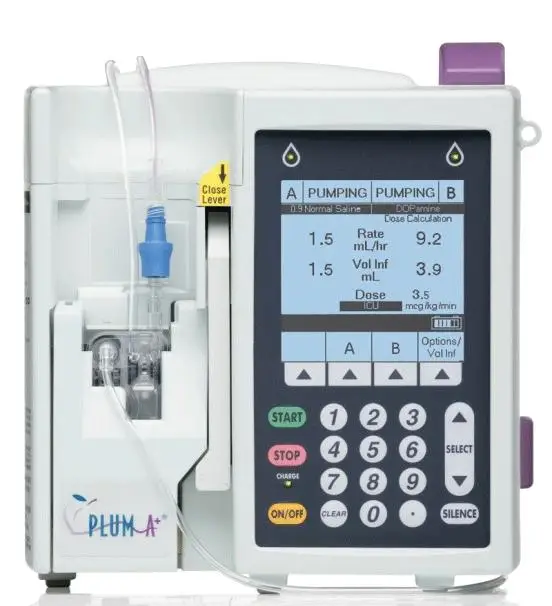 Close
Lever
A PUMPING PUMPING B
0.9 Normal Saline DOPamine
Dose Calculation
1.5 Rate 9.2
mL/hr
1.5 Vol Inf 3.9
mL
Dose 3.5
ICU mcg/kg/min
A B Options/
Vol Inf
START 1 2 3
STOP 4 5 6 SELECT
CHARGE
7 8 9
ON/OFF CLEAR 0 . SILENCE
PLUM A+®